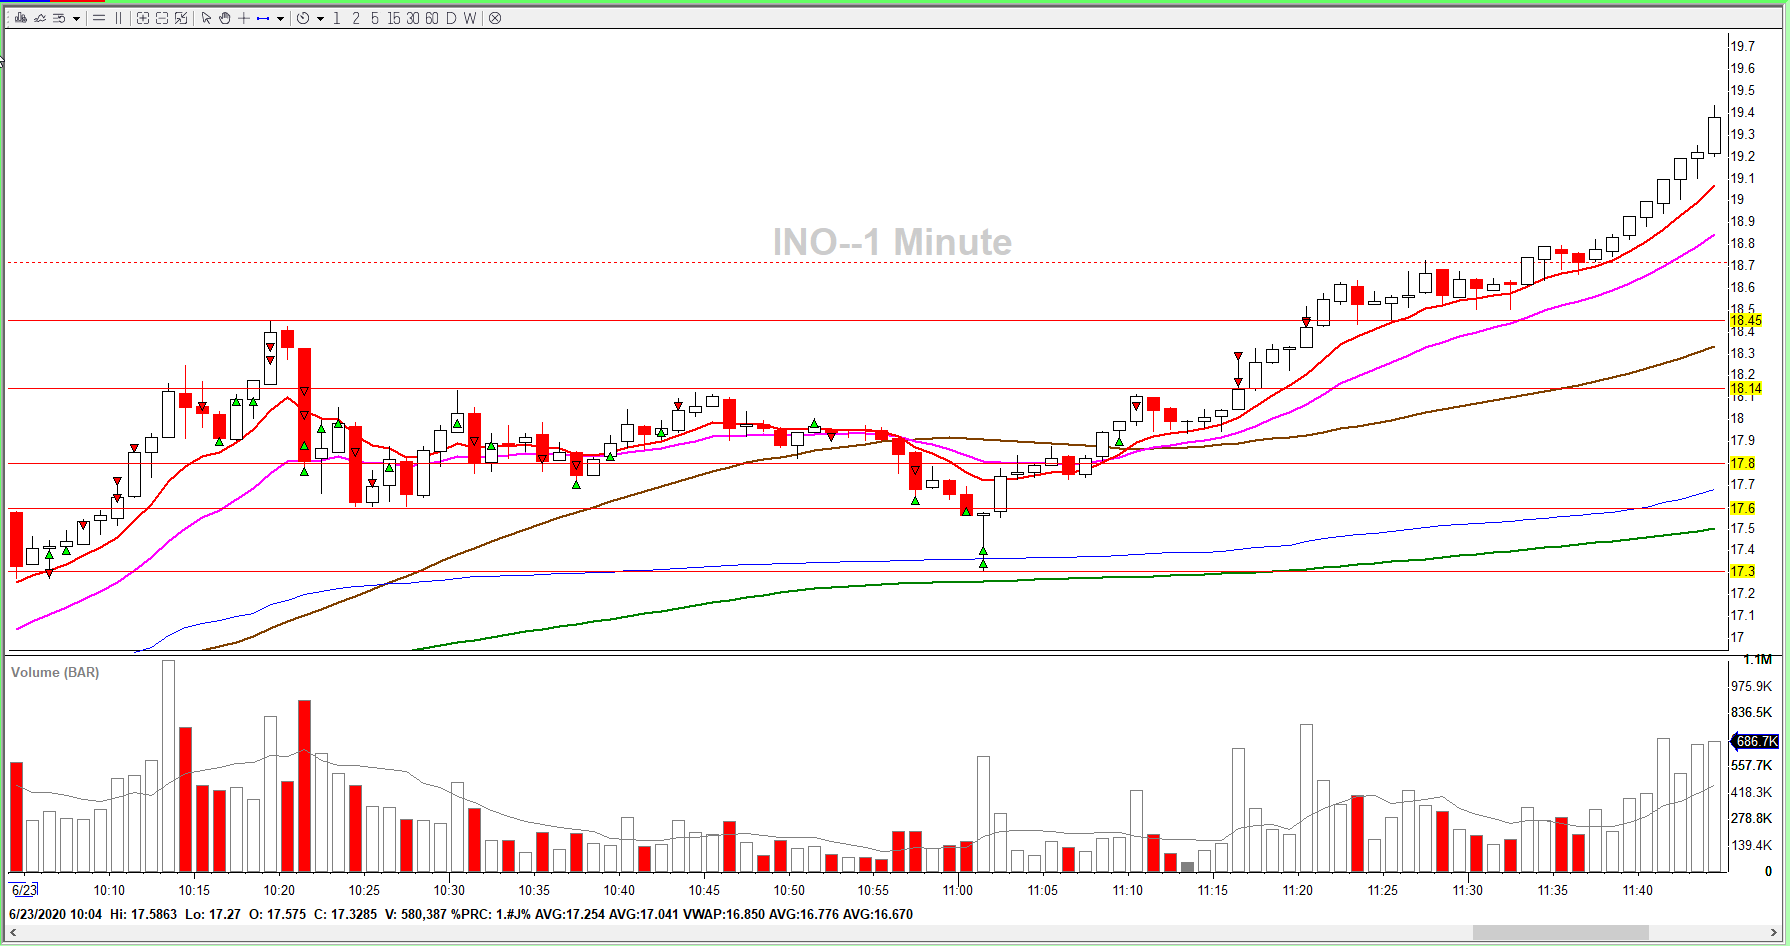 1 2 5 15 30 60 D W
INO--1 Minute
19.7
19.6
19.5
19.4
19.3
19.2
19.1
19
18.9
18.8
18.7
18.6
18.5
18.45
18.4
18.3
18.2
18.14
18.1
18
17.9
17.8
17.7
17.6
17.5
17.4
17.3
17.2
17.1
17
Volume (BAR)
1.1M
975.9K
836.5K
686.7K
557.7K
418.3K
278.8K
139.4K
0
6/23 10:10 10:15 10:20 10:25 10:30 10:35 10:40 10:45 10:50 10:55 11:00 11:05 11:10 11:15 11:20 11:25 11:30 11:35 11:40
6/23/2020 10:04 Hi: 17.5863 Lo: 17.27 O: 17.575 C: 17.3285 V: 580,387 %PRC: 1.#J% AVG:17.254 AVG:17.041 VWAP:16.850 AVG:16.776 AVG:16.670